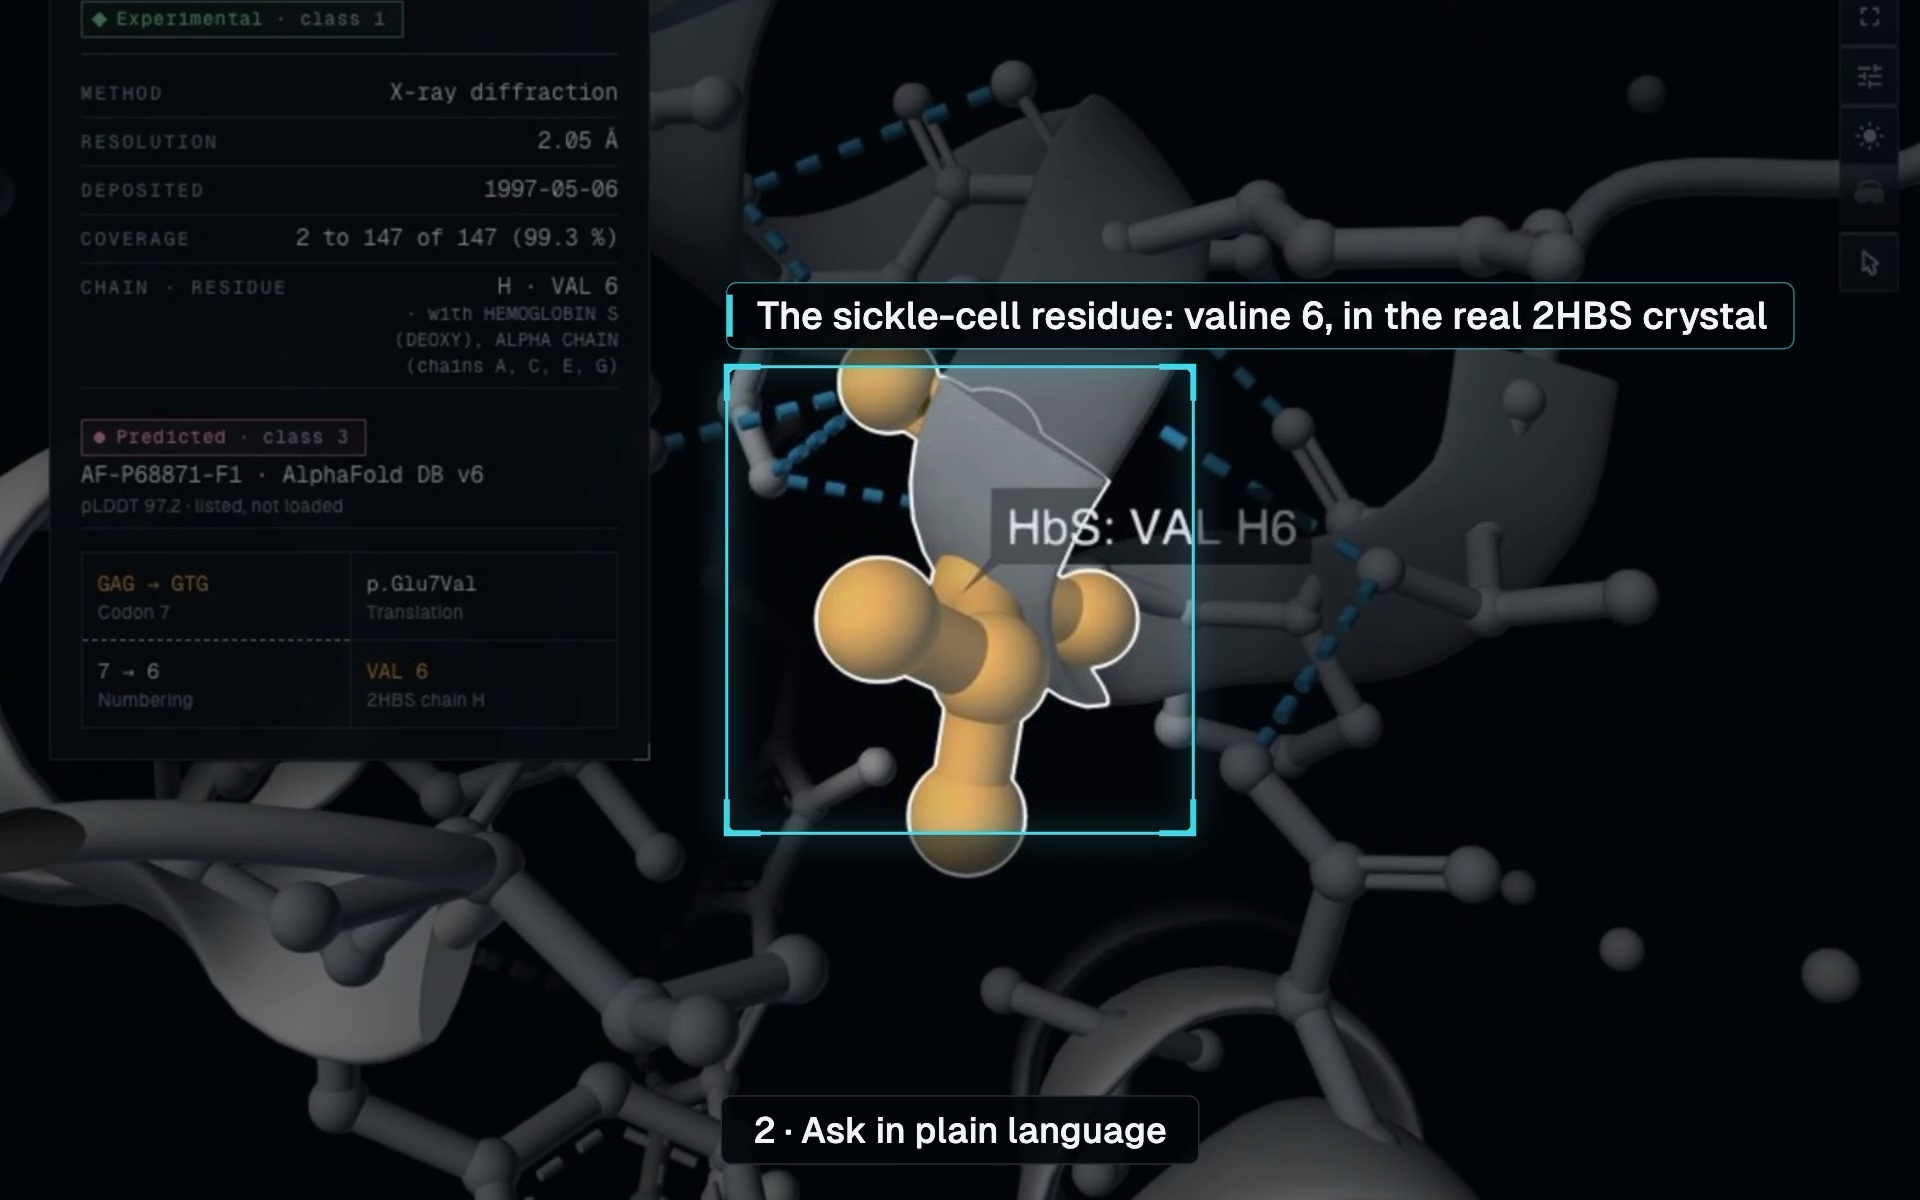 Experimental · class 1
METHOD X-ray diffraction
RESOLUTION 2.05 Å
DEPOSITED 1997-05-06
COVERAGE 2 to 147 of 147 (99.3 %)
CHAIN · RESIDUE H · VAL 6
· with HEMOGLOBIN S
(DEOXY), ALPHA CHAIN
(chains A, C, E, G)
Predicted · class 3
AF-P68871-F1 · AlphaFold DB v6
pLDDT 97.2 · listed, not loaded
GAG → GTG
Codon 7
p.Glu7Val
Translation
7 → 6
Numbering
VAL 6
2HBS chain H
The sickle-cell residue: valine 6, in the real 2HBS crystal
HbS: VAL H6
2 · Ask in plain language